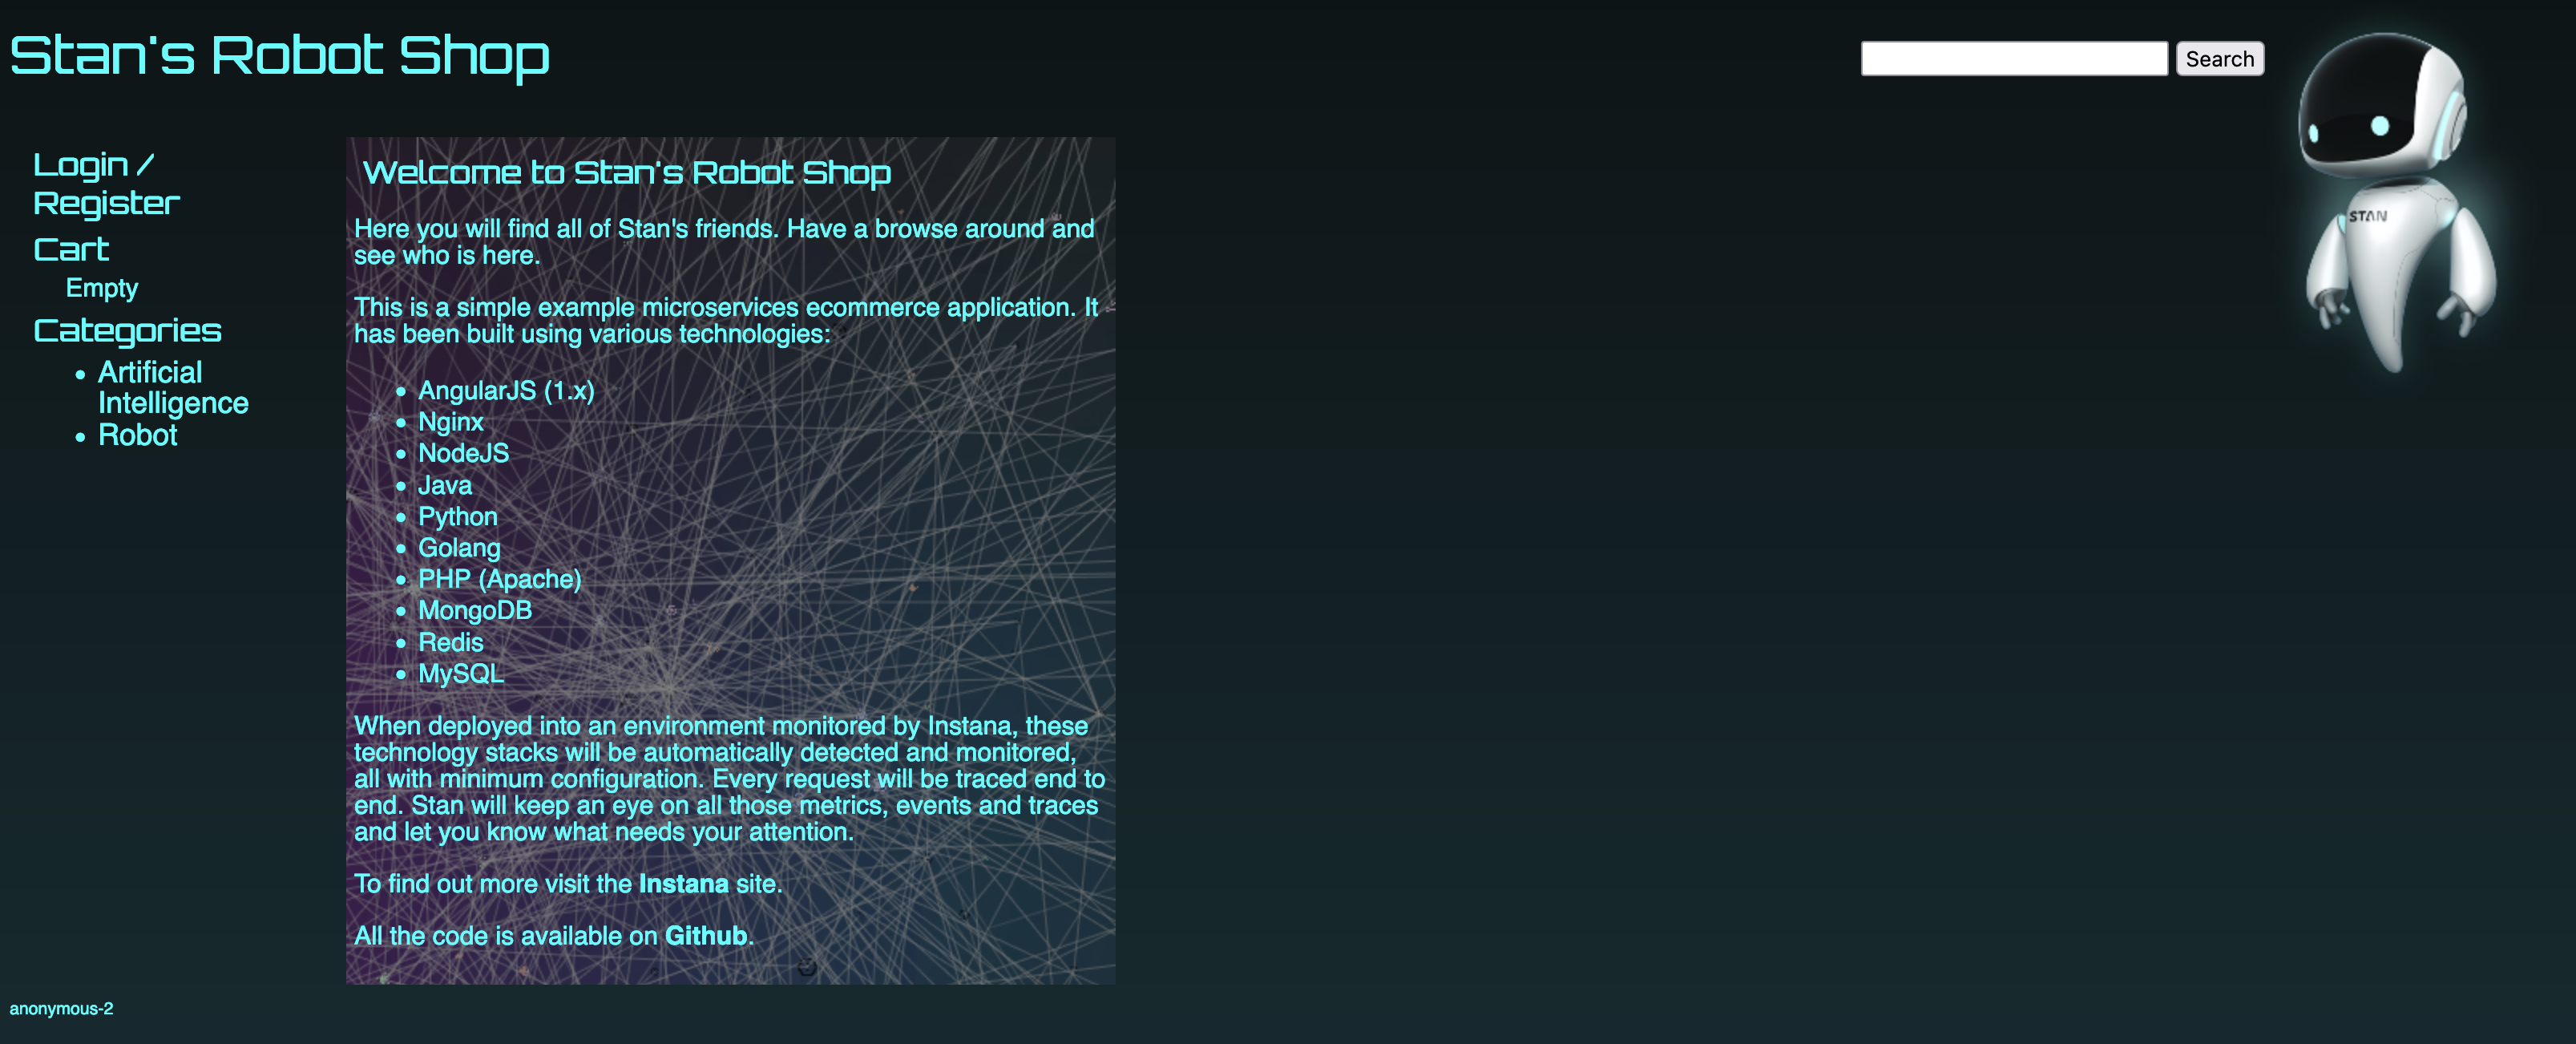 Stan's Robot Shop
Search
STAN
Login /
Register
Cart
Empty
Categories
• Artificial
Intelligence
• Robot
Welcome to Stan's Robot Shop
Here you will find all of Stan's friends. Have a browse around and
see who is here.
This is a simple example microservices ecommerce application. It
has been built using various technologies:
• AngularJS (1.x)
• Nginx
• NodeJS
• Java
• Python
• Golang
• PHP (Apache)
• MongoDB
• Redis
• MySQL
When deployed into an environment monitored by Instana, these
technology stacks will be automatically detected and monitored,
all with minimum configuration. Every request will be traced end to
end. Stan will keep an eye on all those metrics, events and traces
and let you know what needs your attention.
To find out more visit the Instana site.
All the code is available on Github.
anonymous-2